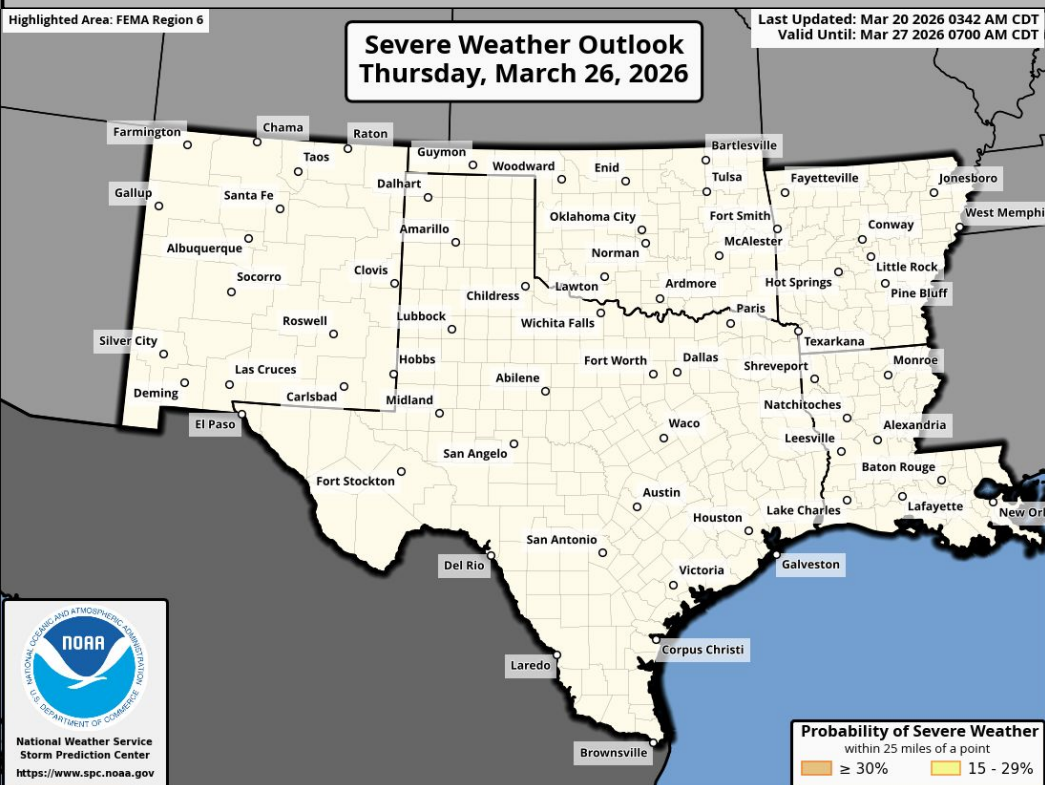 Highlighted Area: FEMA Region 6
Severe Weather Outlook
Thursday, March 26, 2026
Last Updated: Mar 20 2026 0342 AM CDT
Valid Until: Mar 27 2026 0700 AM CDT
Farmington
Chama
Raton
Taos
Guymon
Woodward
Enid
Bartlesville
Tulsa
Fayetteville
Jonesboro
Gallup
Santa Fe
Dalhart
Oklahoma City
Fort Smith
West Memphi
Albuquerque
Amarillo
Norman
McAlester
Conway
Socorro
Clovis
Childress
Lawton
Ardmore
Hot Springs
Little Rock
Pine Bluff
Roswell
Lubbock
Wichita Falls
Paris
Texarkana
Silver City
Las Cruces
Hobbs
Fort Worth
Dallas
Shreveport
Monroe
Deming
Carlsbad
Midland
Abilene
Natchitoches
El Paso
Waco
Leesville
Alexandria
San Angelo
Fort Stockton
Baton Rouge
Austin
Houston
Lake Charles
Lafayette
New Orl
Del Rio
San Antonio
Victoria
Galveston
Laredo
Corpus Christi
Brownsville
NATIONAL OCEANIC AND ATMOSPHERIC ADMINISTRATION
NOAA
U.S. DEPARTMENT OF COMMERCE
National Weather Service
Storm Prediction Center
https://www.spc.noaa.gov
Probability of Severe Weather
within 25 miles of a point
≥ 30%
15 - 29%